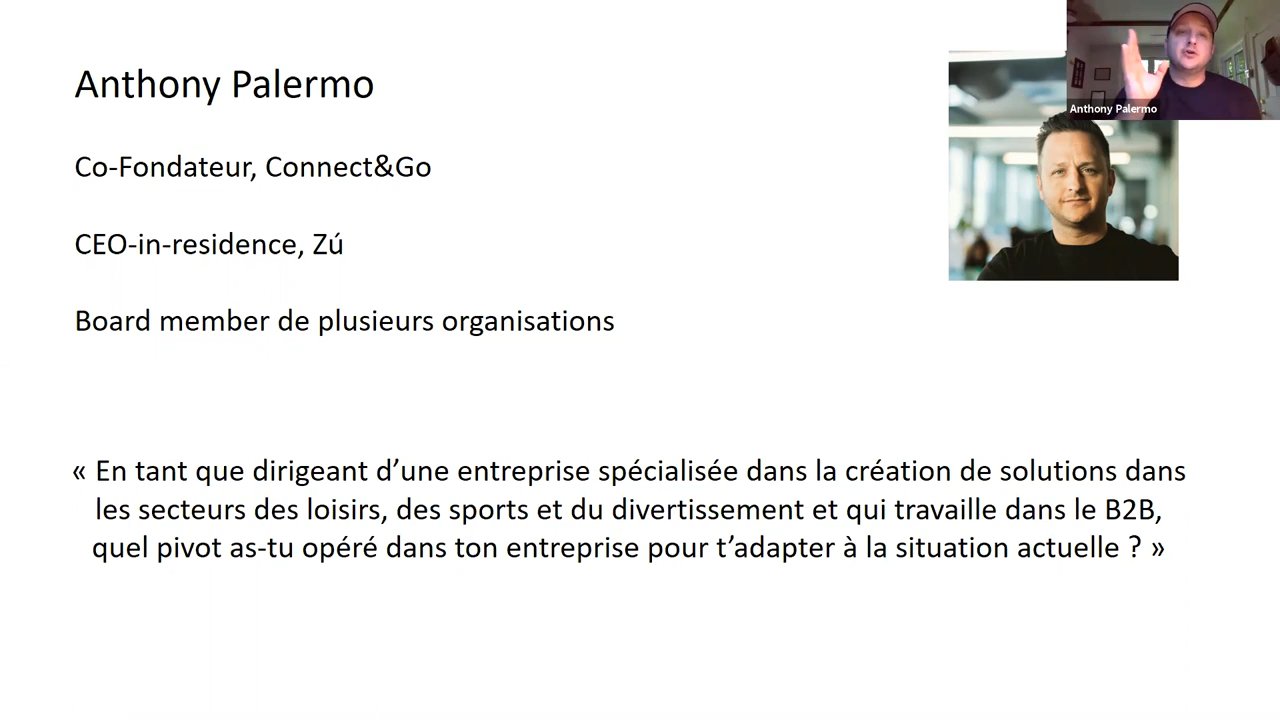 Anthony Palermo
Anthony Palermo
Co-Fondateur, Connect&Go
CEO-in-residence, Zú
Board member de plusieurs organisations
« En tant que dirigeant d’une entreprise spécialisée dans la création de solutions dans
les secteurs des loisirs, des sports et du divertissement et qui travaille dans le B2B,
quel pivot as-tu opéré dans ton entreprise pour t’adapter à la situation actuelle ? »